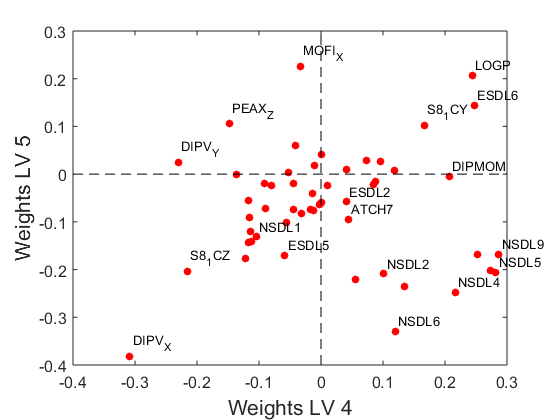 0.3
0.2
0.1
0
-0.1
-0.2
-0.3
-0.4
Weights LV 5
MOFI_X
LOGP
ESDL6
PEAX_Z
S8_1CY
DIPV_Y
DIPMOM
ESDL2
ATCH7
NSDL1
ESDL5
NSDL9
S8_1CZ
NSDL2
NSDL5
NSDL4
NSDL6
DIPV_X
-0.4 -0.3 -0.2 -0.1 0 0.1 0.2 0.3
Weights LV 4